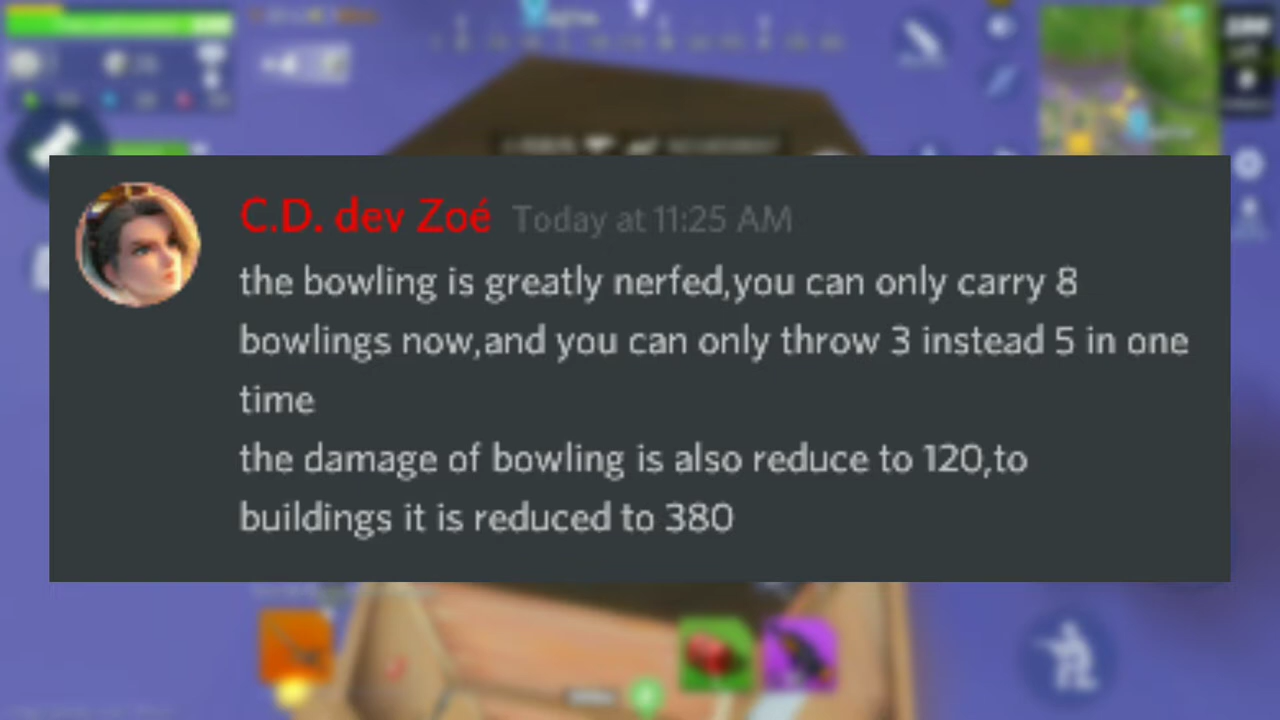 C.D. dev Zoé Today at 11:25 AM
the bowling is greatly nerfed,you can only carry 8
bowlings now,and you can only throw 3 instead 5 in one
time
the damage of bowling is also reduce to 120,to
buildings it is reduced to 380